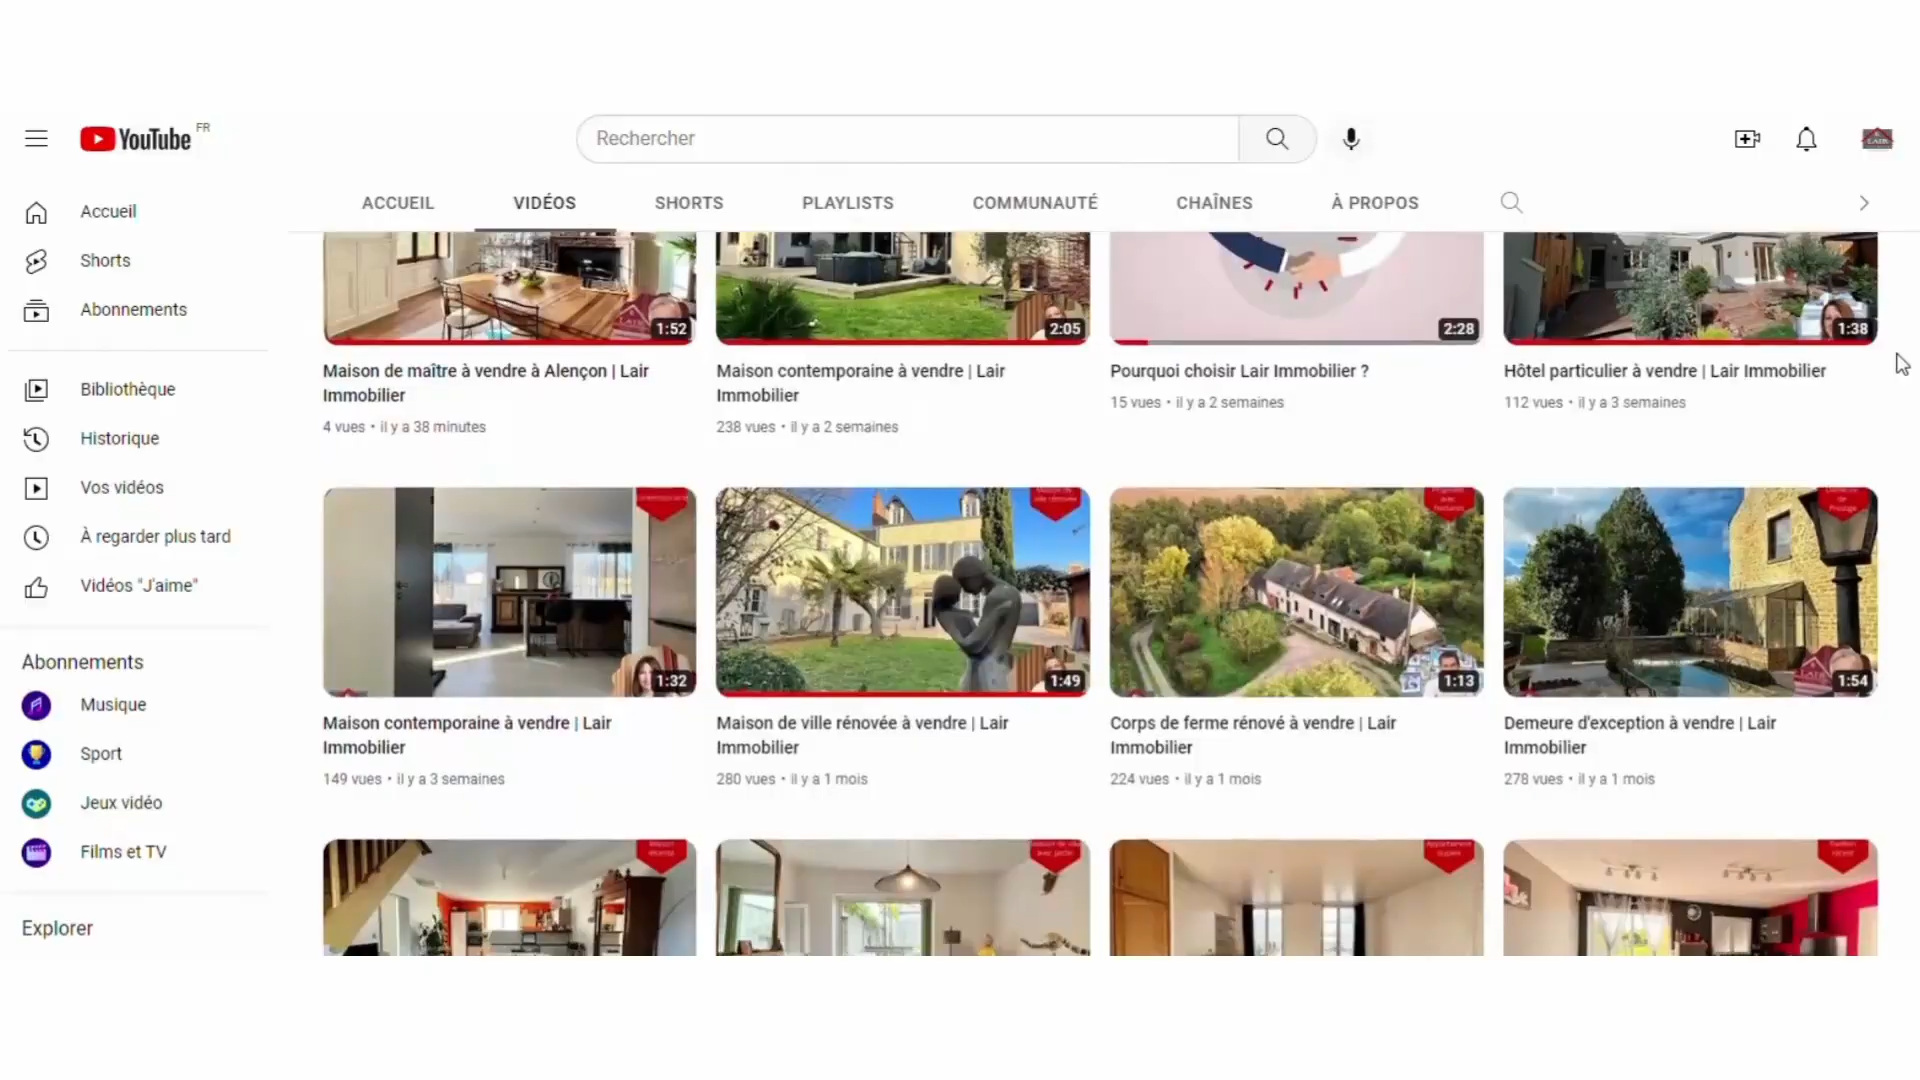 YouTube FR
Rechercher
LAIR
ACCUEIL
VIDÉOS
SHORTS
PLAYLISTS
COMMUNAUTÉ
CHAÎNES
À PROPOS
Accueil
Shorts
Abonnements
Bibliothèque
Historique
Vos vidéos
À regarder plus tard
Vidéos "J'aime"
Abonnements
Musique
Sport
Jeux vidéo
Films et TV
Explorer
1:52
2:05
2:28
1:38
Maison de maître à vendre à Alençon | Lair
Immobilier
4 vues • il y a 38 minutes
Maison contemporaine à vendre | Lair
Immobilier
238 vues • il y a 2 semaines
Pourquoi choisir Lair Immobilier ?
15 vues • il y a 2 semaines
Hôtel particulier à vendre | Lair Immobilier
112 vues • il y a 3 semaines
1:32
1:49
1:13
1:54
Maison contemporaine à vendre | Lair
Immobilier
149 vues • il y a 3 semaines
Maison de ville rénovée à vendre | Lair
Immobilier
280 vues • il y a 1 mois
Corps de ferme rénové à vendre | Lair
Immobilier
224 vues • il y a 1 mois
Demeure d'exception à vendre | Lair
Immobilier
278 vues • il y a 1 mois